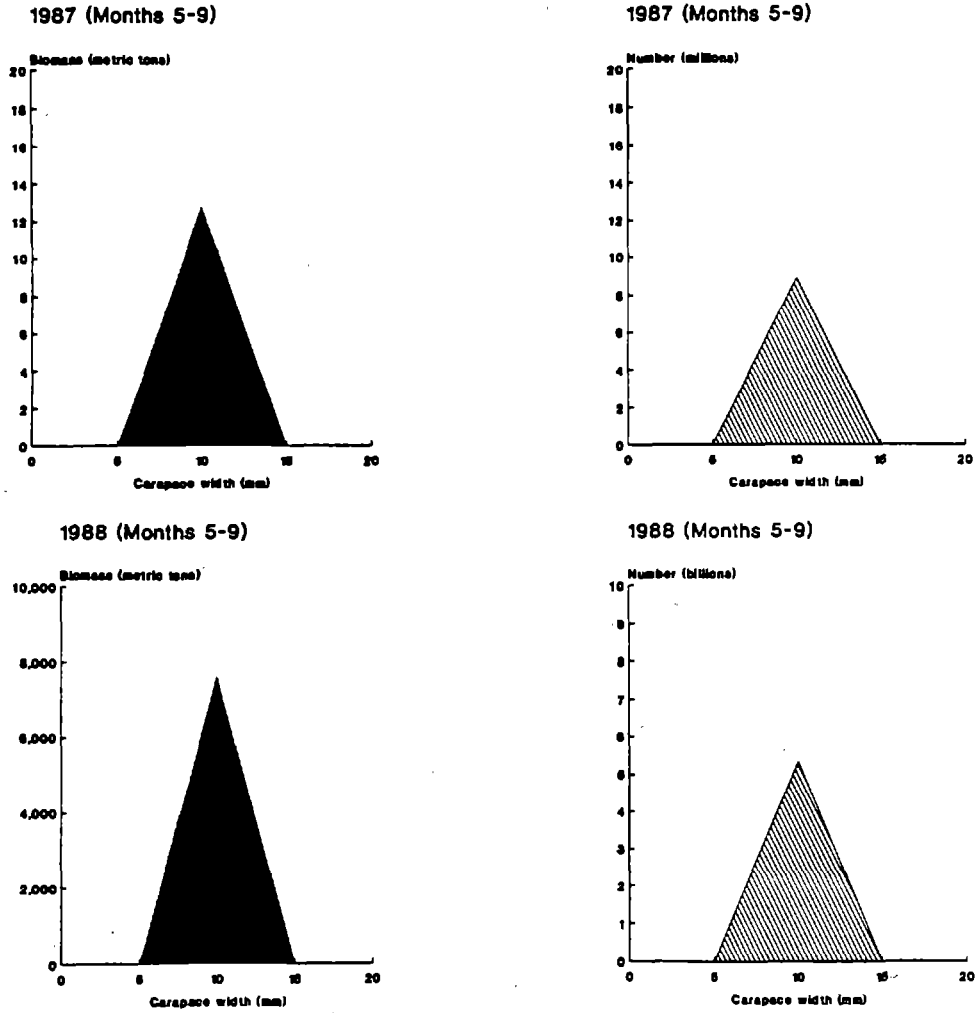 1987 (Months 5-9)
Biomass (metric tons)
20
18
16
14
12
10
8
6
4
2
0
0 5 10 15 20
Carapace width (mm)
1987 (Months 5-9)
Number (millions)
20
18
16
14
12
10
8
6
4
2
0
0 5 10 15 20
Carapace width (mm)
1988 (Months 5-9)
Biomass (metric tons)
10,000
8,000
6,000
4,000
2,000
0
0 5 10 15 20
Carapace width (mm)
1988 (Months 5-9)
Number (billions)
10
9
8
7
6
5
4
3
2
1
0
0 5 10 15 20
Carapace width (mm)